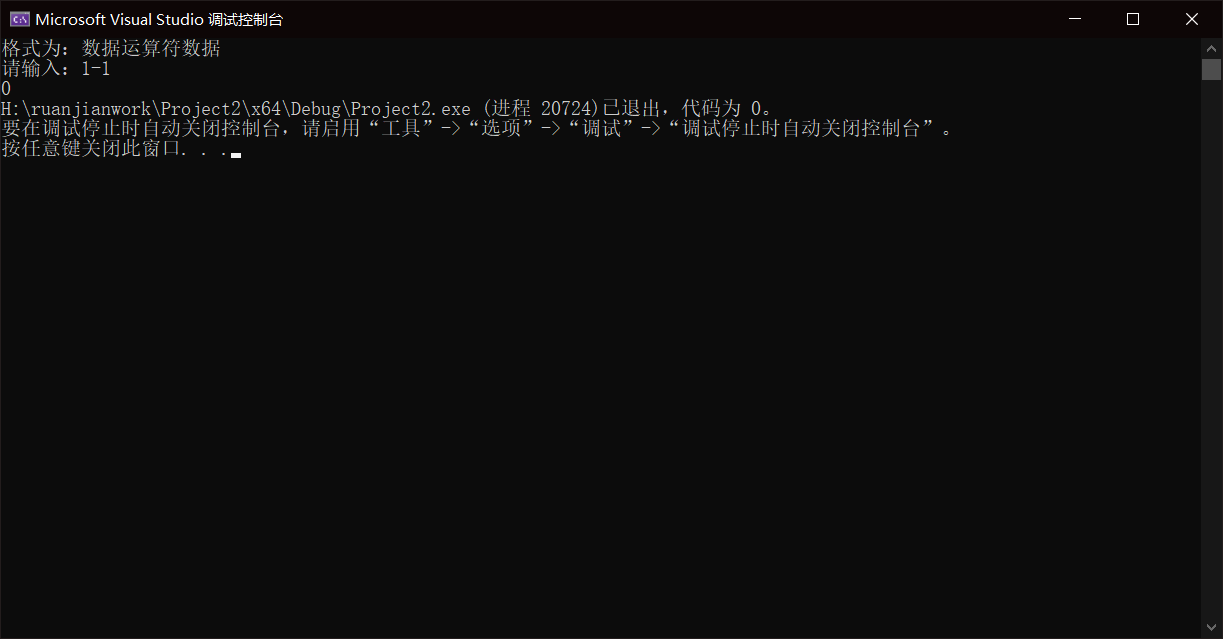 Microsoft Visual Studio 调试控制台
格式为：数据运算符数据
请输入：1-1
0
H:\ruanjianwork\Project2\x64\Debug\Project2.exe (进程 20724)已退出，代码为 0。
要在调试停止时自动关闭控制台，请启用“工具”->“选项”->“调试”->“调试停止时自动关闭控制台”。
按任意键关闭此窗口. . .